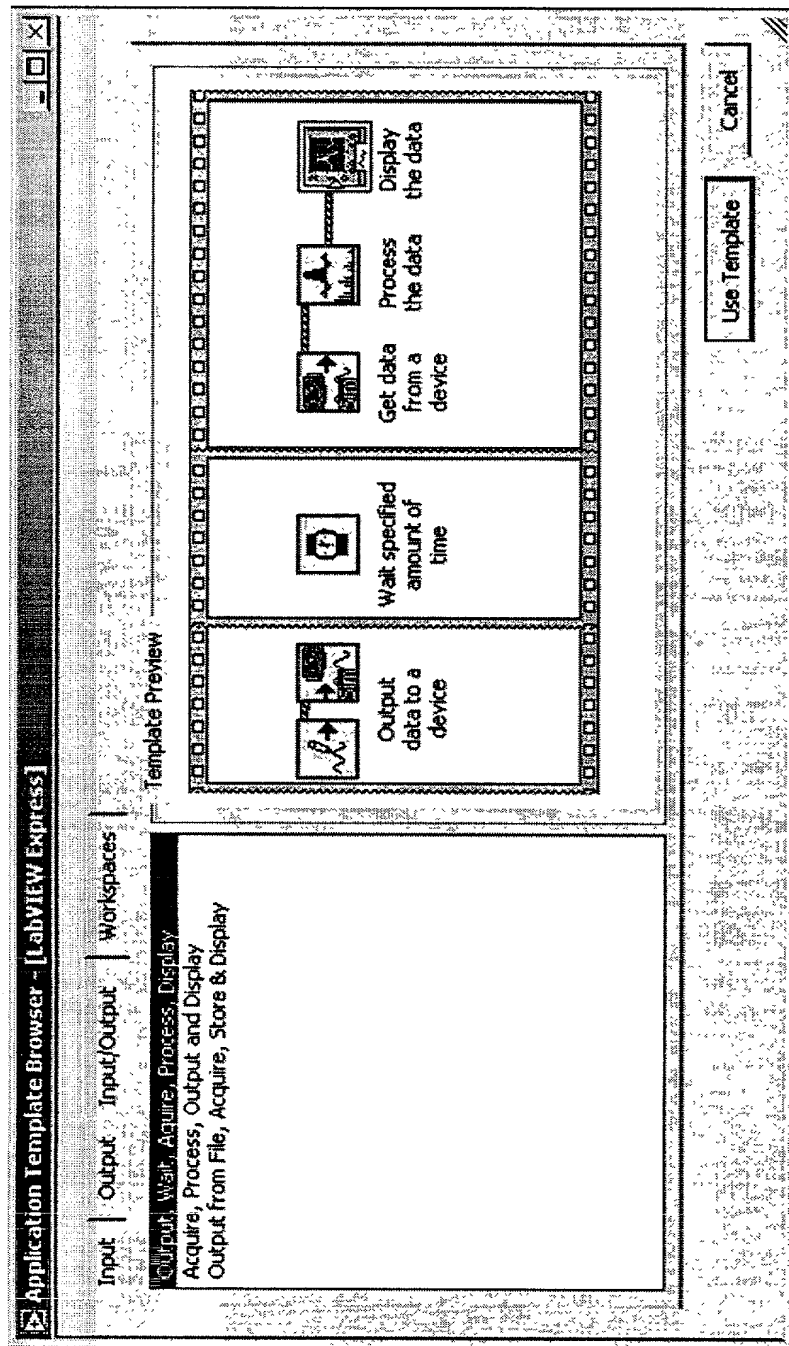 Application Template Browser - [LabVIEW Express]
Input
Output
Input/Output
Workspaces
Output, Wait, Aquire, Process, Display
Acquire, Process, Output and Display
Output from File, Acquire, Store & Display
Template Preview
Output
data to a
device
Wait specified
amount of
time
Get data
from a
device
Process
the data
Display
the data
Use Template
Cancel